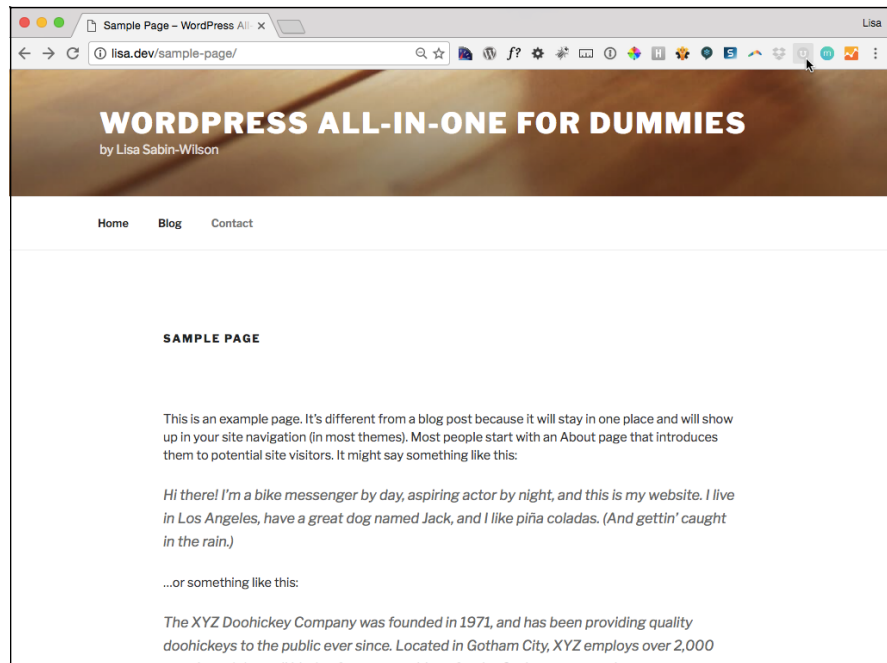 Sample Page – WordPress All-
Lisa
lisa.dev/sample-page/
WORDPRESS ALL-IN-ONE FOR DUMMIES
by Lisa Sabin-Wilson
Home Blog Contact
SAMPLE PAGE
This is an example page. It's different from a blog post because it will stay in one place and will show
up in your site navigation (in most themes). Most people start with an About page that introduces
them to potential site visitors. It might say something like this:
Hi there! I'm a bike messenger by day, aspiring actor by night, and this is my website. I live
in Los Angeles, have a great dog named Jack, and I like piña coladas. (And gettin' caught
in the rain.)
…or something like this:
The XYZ Doohickey Company was founded in 1971, and has been providing quality
doohickeys to the public ever since. Located in Gotham City, XYZ employs over 2,000